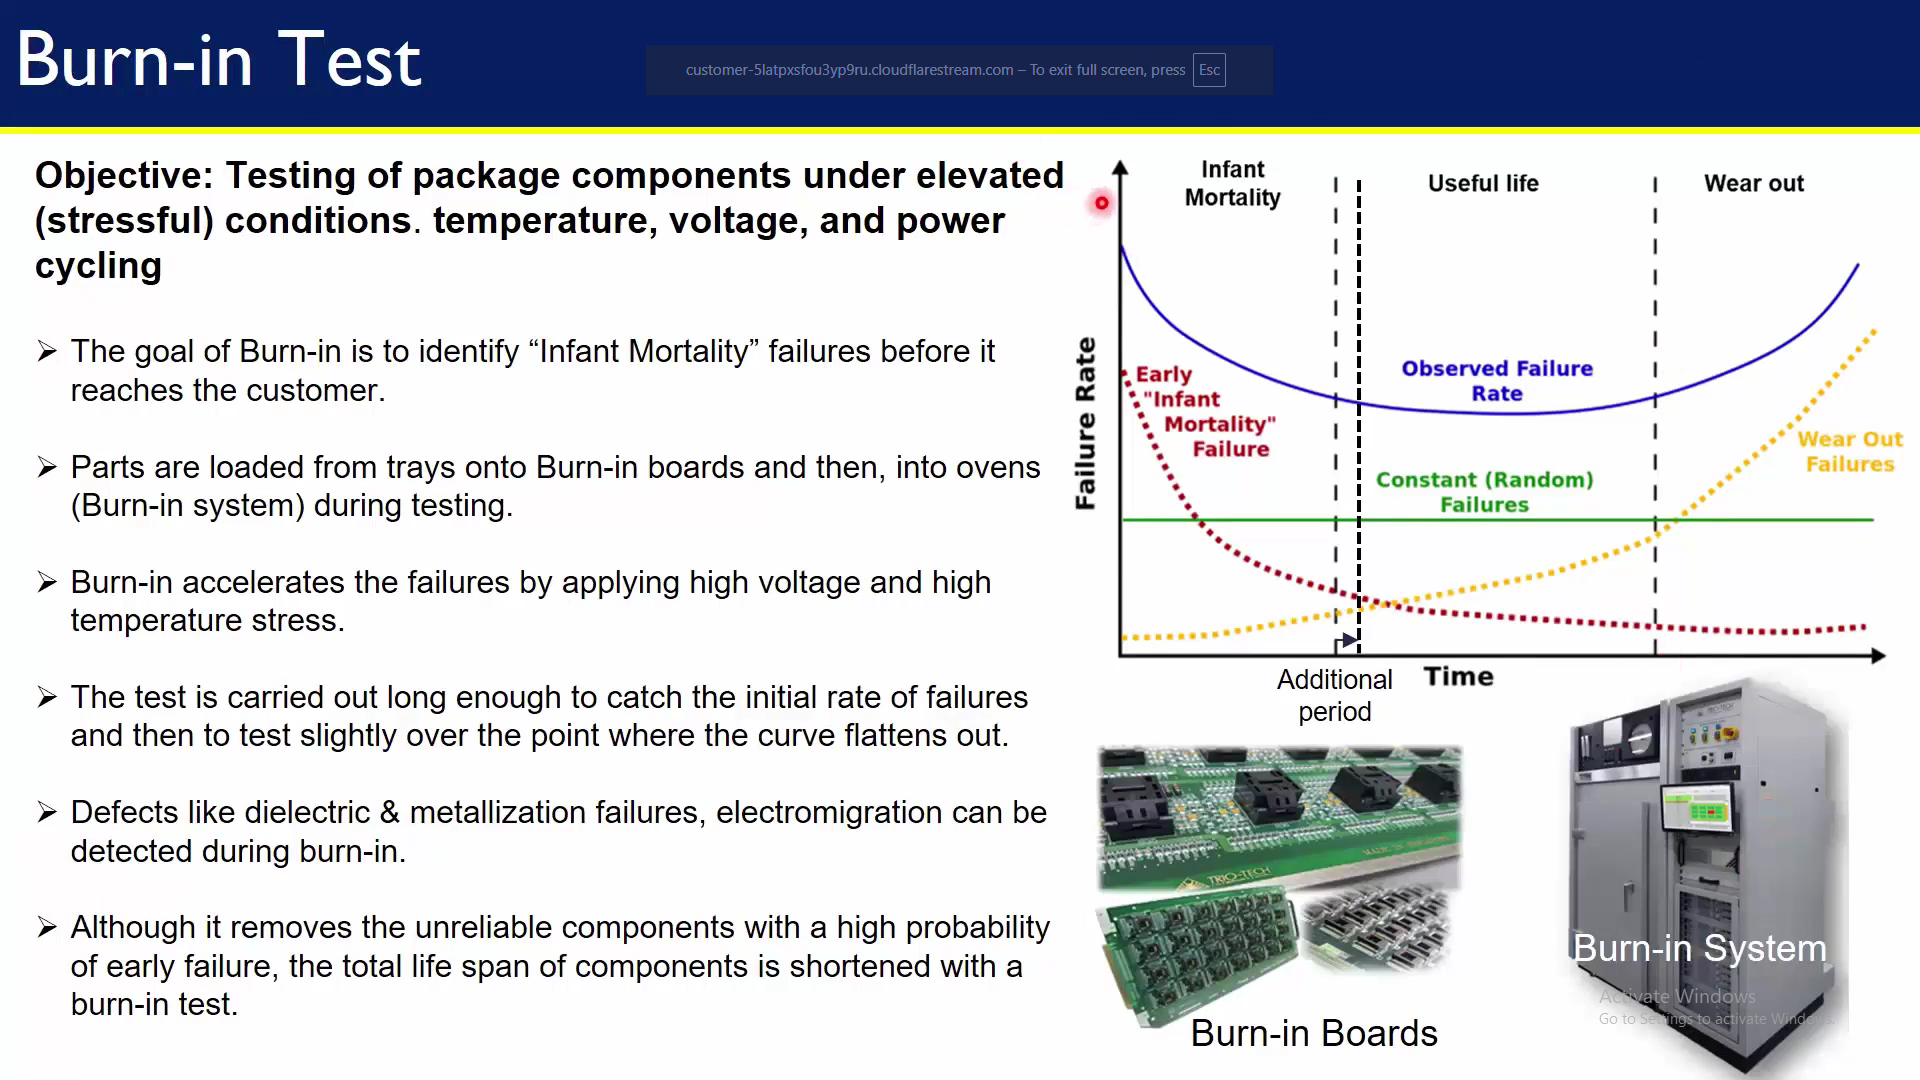 Burn-in Test
customer-5latpxsfou3yp9ru.cloudflarestream.com – To exit full screen, press Esc
Objective: Testing of package components under elevated
(stressful) conditions. temperature, voltage, and power
cycling
➢ The goal of Burn-in is to identify “Infant Mortality” failures before it
reaches the customer.
➢ Parts are loaded from trays onto Burn-in boards and then, into ovens
(Burn-in system) during testing.
➢ Burn-in accelerates the failures by applying high voltage and high
temperature stress.
➢ The test is carried out long enough to catch the initial rate of failures
and then to test slightly over the point where the curve flattens out.
➢ Defects like dielectric & metallization failures, electromigration can be
detected during burn-in.
➢ Although it removes the unreliable components with a high probability
of early failure, the total life span of components is shortened with a
burn-in test.
Infant
Mortality
Useful life
Wear out
Failure Rate
Observed Failure
Rate
Early
"Infant
Mortality"
Failure
Constant (Random)
Failures
Wear Out
Failures
Time
Additional
period
TRIO-TECH
Burn-in Boards
TRIO-TECH
Burn-in System
Activate Windows
Go to Settings to activate Windows.